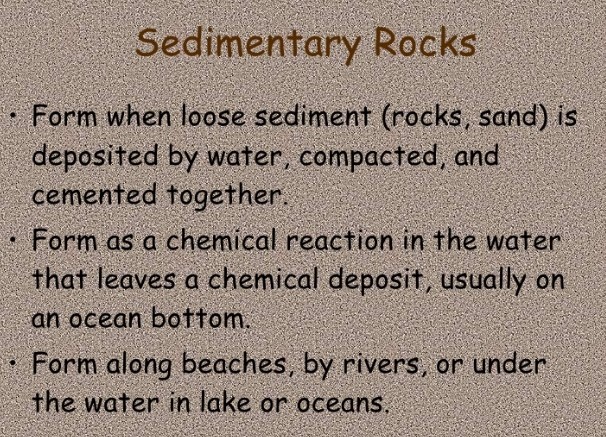 Sedimentary Rocks
• Form when loose sediment (rocks, sand) is
deposited by water, compacted, and
cemented together.
• Form as a chemical reaction in the water
that leaves a chemical deposit, usually on
an ocean bottom.
• Form along beaches, by rivers, or under
the water in lake or oceans.